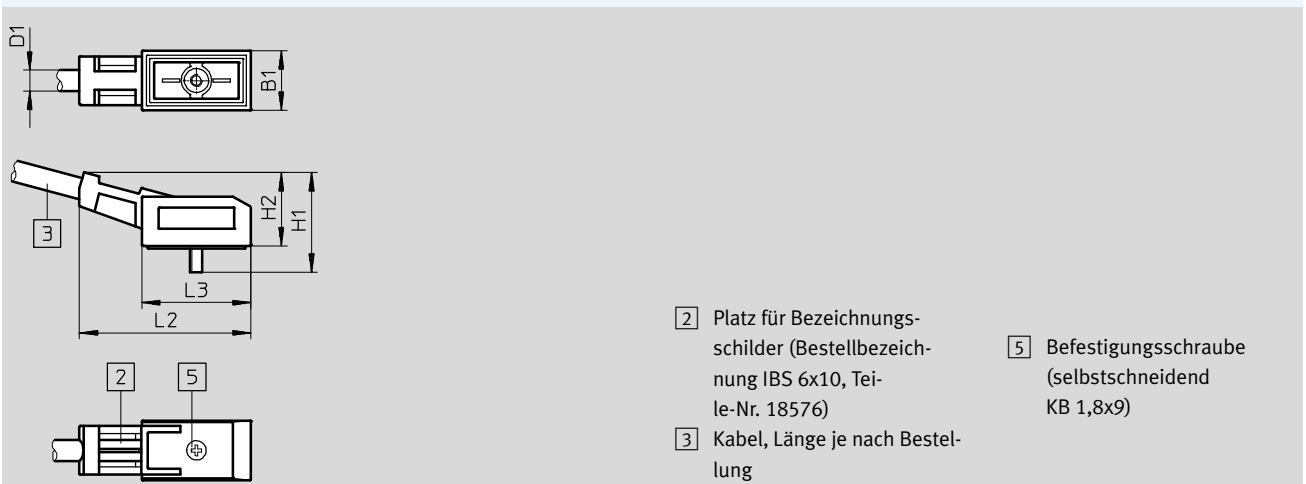 D1
B1
H2
H1
3
L3
L2
2
5
2 Platz für Bezeichnungs-
schilder (Bestellbezeich-
nung IBS 6x10, Tei-
le-Nr. 18576)
3 Kabel, Länge je nach Bestel-
lung
5 Befestigungsschraube
(selbstschneidend
KB 1,8x9)